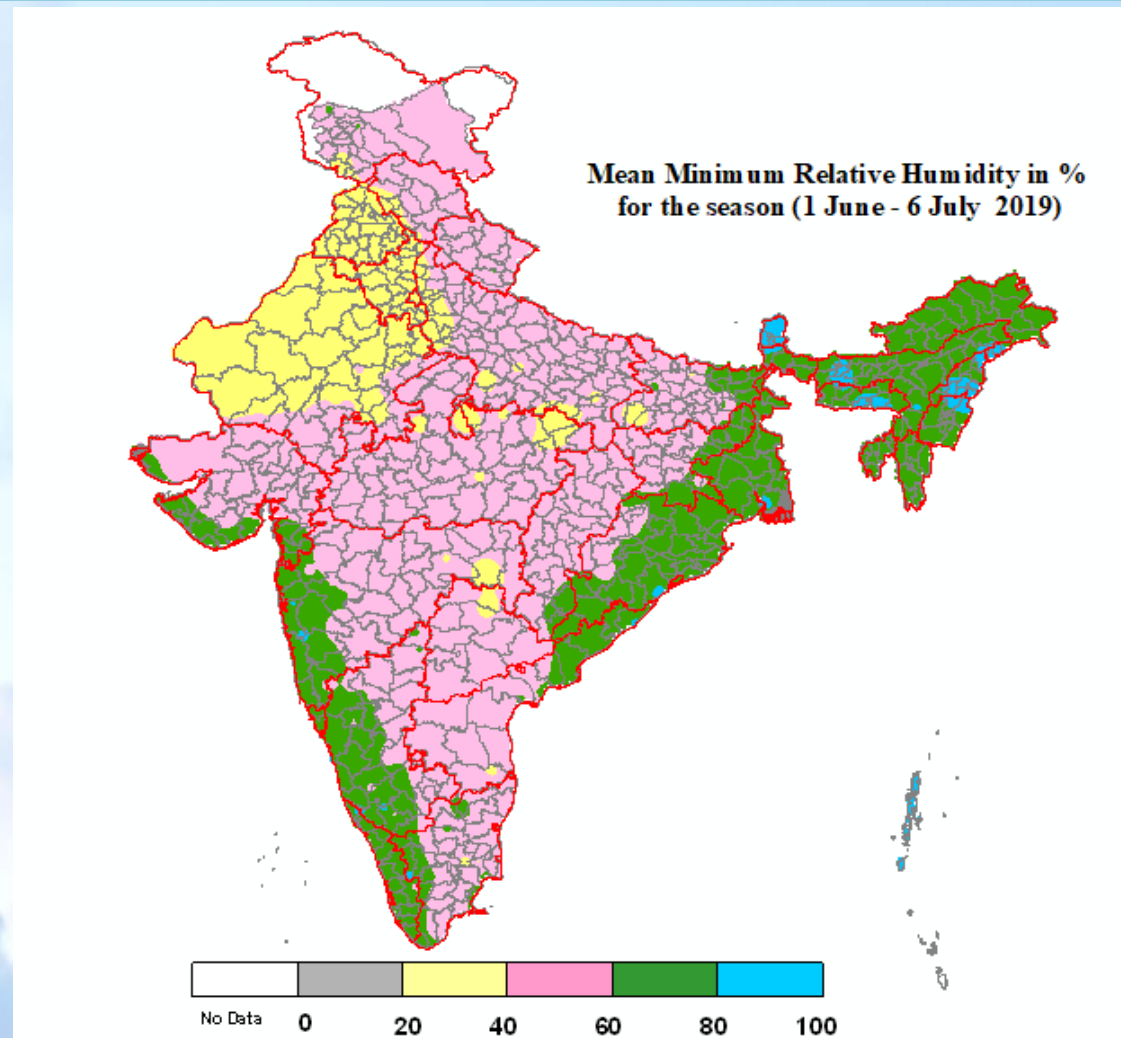 Mean Minimum Relative Humidity in %
for the season (1 June - 6 July 2019)
No Data 0 20 40 60 80 100